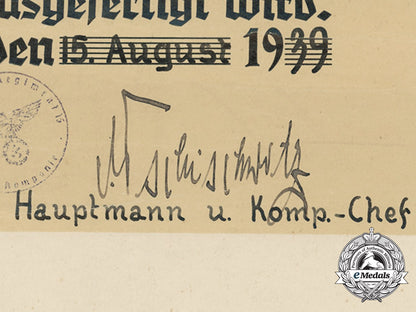 ausgefertigt wird.
den 15. August 1939
Hauptmann u. Komp.-Chef
eMedals